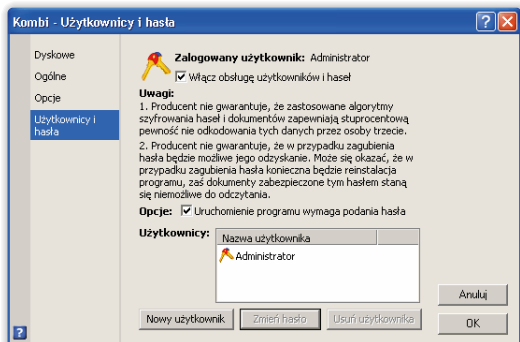 Kombi - Użytkownicy i hasła
Dyskowe
Ogólne
Opcje
Użytkownicy i
hasła
Zalogowany użytkownik: Administrator
Włącz obsługę użytkowników i haseł
Uwagi:
1. Producent nie gwarantuje, że zastosowane algorytmy
szyfrowania haseł i dokumentów zapewniają stuprocentową
pewność nie odkodowania tych danych przez osoby trzecie.
2. Producent nie gwarantuje, że w przypadku zagubienia
hasła będzie możliwe jego odzyskanie. Może się okazać, że w
przypadku zagubienia hasła konieczna będzie reinstalacja
programu, zaś dokumenty zabezpieczone tym hasłem staną
się niemożliwe do odczytania.
Opcje: Uruchomienie programu wymaga podania hasła
Użytkownicy:
Nazwa użytkownika
Administrator
Nowy użytkownik Zmień hasło Usuń użytkownika
Anuluj
OK